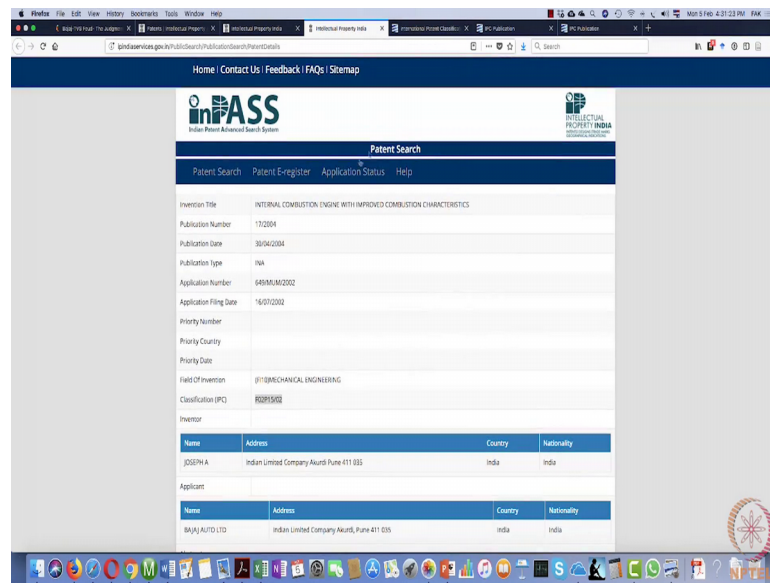 Firefox File Edit View History Bookmarks Tools Window Help Mon 5 Feb 4:31:23 PM FAK
Intellectual Property India
IPC Publication
IPC Publication
ipindiaservices.gov.in/PublicSearch/PublicationSearch/PatentDetails
Search
Home | Contact Us | Feedback | FAQs | Sitemap
inPASS
Indian Patent Advanced Search System
INTELLECTUAL
PROPERTY INDIA
Patent Search
Patent Search Patent E-register Application Status Help
Invention Title INTERNAL COMBUSTION ENGINE WITH IMPROVED COMBUSTION CHARACTERISTICS
Publication Number 17/2004
Publication Date 30/04/2004
Publication Type INA
Application Number 649/MUM/2002
Application Filing Date 16/07/2002
Priority Number
Priority Country
Priority Date
Field Of Invention (FI10)MECHANICAL ENGINEERING
Classification (IPC) F02P15/02
Inventor
Name Address Country Nationality
JOSEPH A Indian Limited Company Akurdi Pune 411 035 India India
Applicant
Name Address Country Nationality
BAJAJ AUTO LTD Indian Limited Company Akurdi, Pune 411 035 India India
NPTEL